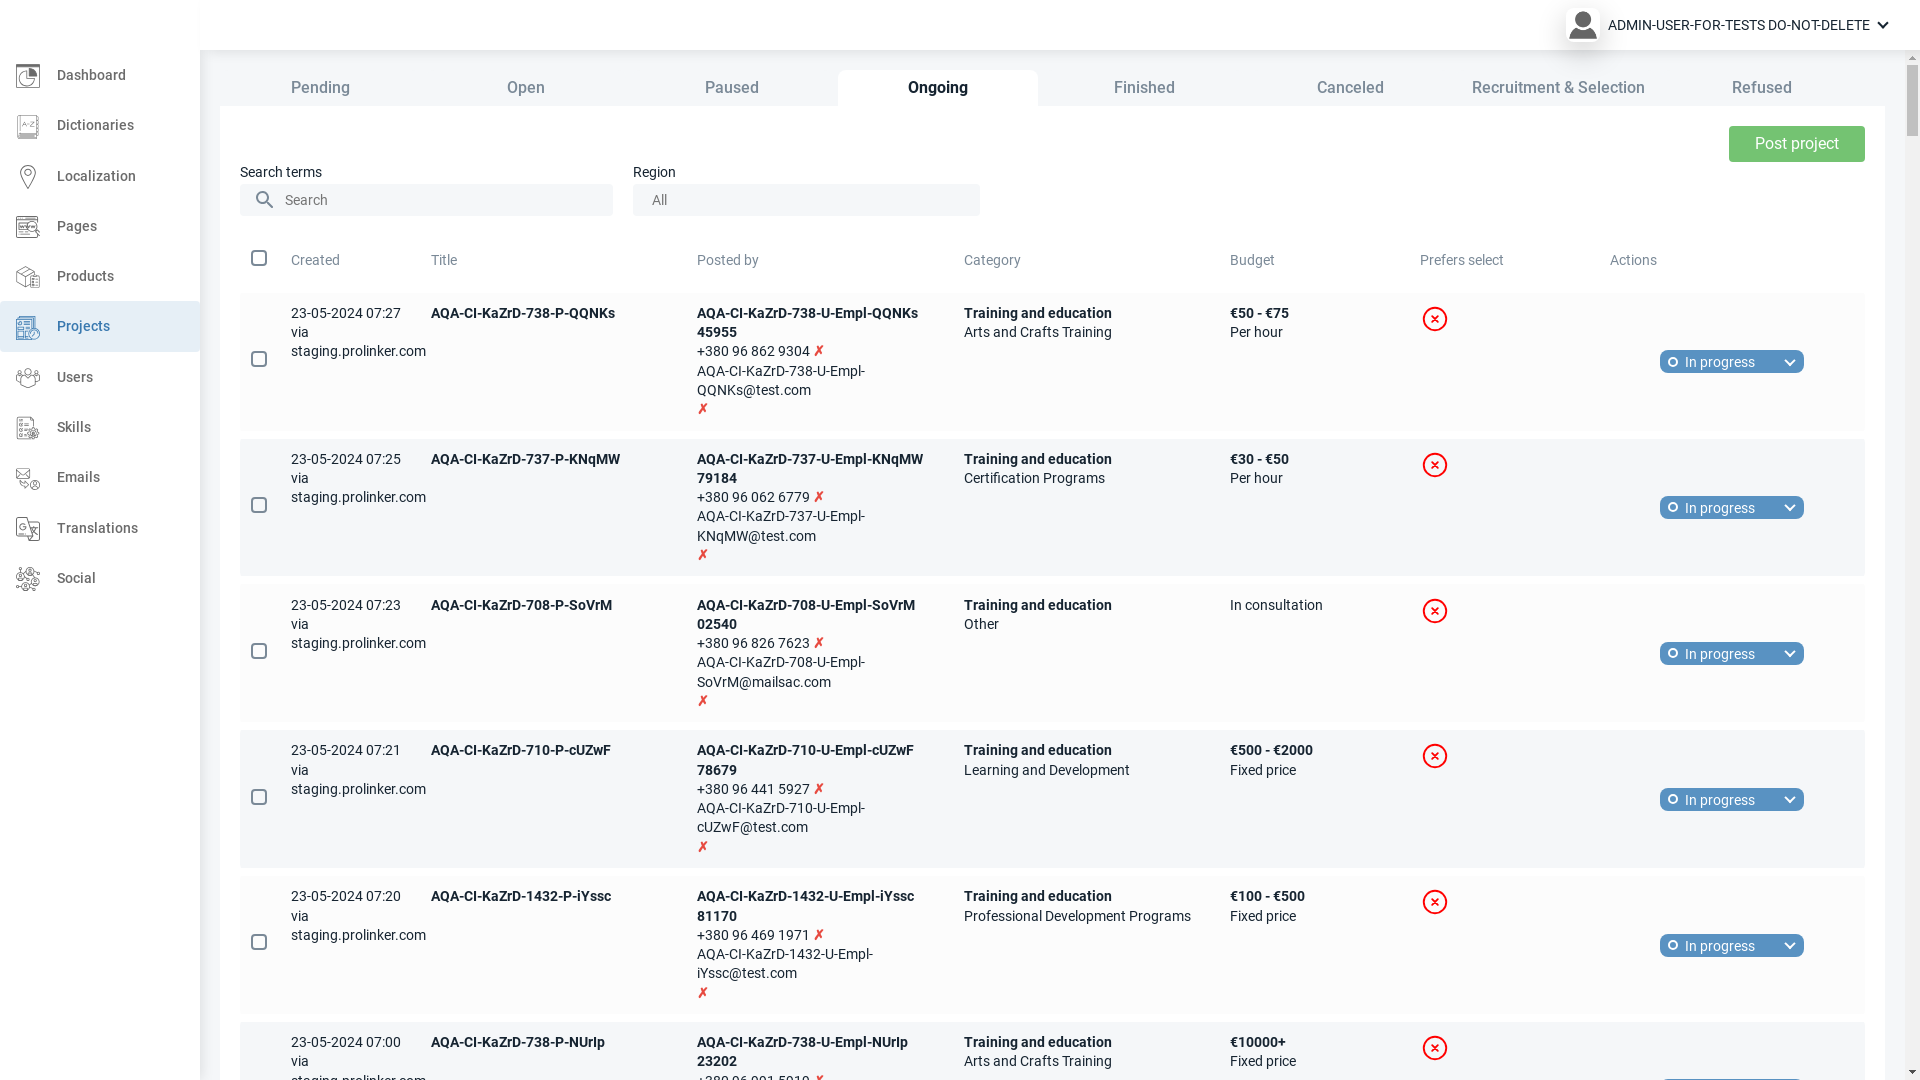 ADMIN-USER-FOR-TESTS DO-NOT-DELETE
Dashboard
Dictionaries
Localization
Pages
Products
Projects
Users
Skills
Emails
Translations
Social
Pending
Open
Paused
Ongoing
Finished
Canceled
Recruitment & Selection
Refused
Post project
Search terms
Search
Region
All
Created
Title
Posted by
Category
Budget
Prefers select
Actions
23-05-2024 07:27
via
staging.prolinker.com
AQA-CI-KaZrD-738-P-QQNKs
AQA-CI-KaZrD-738-U-Empl-QQNKs
45955
+380 96 862 9304 ✗
AQA-CI-KaZrD-738-U-Empl-
QQNKs@test.com
✗
Training and education
Arts and Crafts Training
€50 - €75
Per hour
In progress
23-05-2024 07:25
via
staging.prolinker.com
AQA-CI-KaZrD-737-P-KNqMW
AQA-CI-KaZrD-737-U-Empl-KNqMW
79184
+380 96 062 6779 ✗
AQA-CI-KaZrD-737-U-Empl-
KNqMW@test.com
✗
Training and education
Certification Programs
€30 - €50
Per hour
In progress
23-05-2024 07:23
via
staging.prolinker.com
AQA-CI-KaZrD-708-P-SoVrM
AQA-CI-KaZrD-708-U-Empl-SoVrM
02540
+380 96 826 7623 ✗
AQA-CI-KaZrD-708-U-Empl-
SoVrM@mailsac.com
✗
Training and education
Other
In consultation
In progress
23-05-2024 07:21
via
staging.prolinker.com
AQA-CI-KaZrD-710-P-cUZwF
AQA-CI-KaZrD-710-U-Empl-cUZwF
78679
+380 96 441 5927 ✗
AQA-CI-KaZrD-710-U-Empl-
cUZwF@test.com
✗
Training and education
Learning and Development
€500 - €2000
Fixed price
In progress
23-05-2024 07:20
via
staging.prolinker.com
AQA-CI-KaZrD-1432-P-iYssc
AQA-CI-KaZrD-1432-U-Empl-iYssc
81170
+380 96 469 1971 ✗
AQA-CI-KaZrD-1432-U-Empl-
iYssc@test.com
✗
Training and education
Professional Development Programs
€100 - €500
Fixed price
In progress
23-05-2024 07:00
via
staging.prolinker.com
AQA-CI-KaZrD-738-P-NUrIp
AQA-CI-KaZrD-738-U-Empl-NUrIp
23202
Training and education
Arts and Crafts Training
€10000+
Fixed price